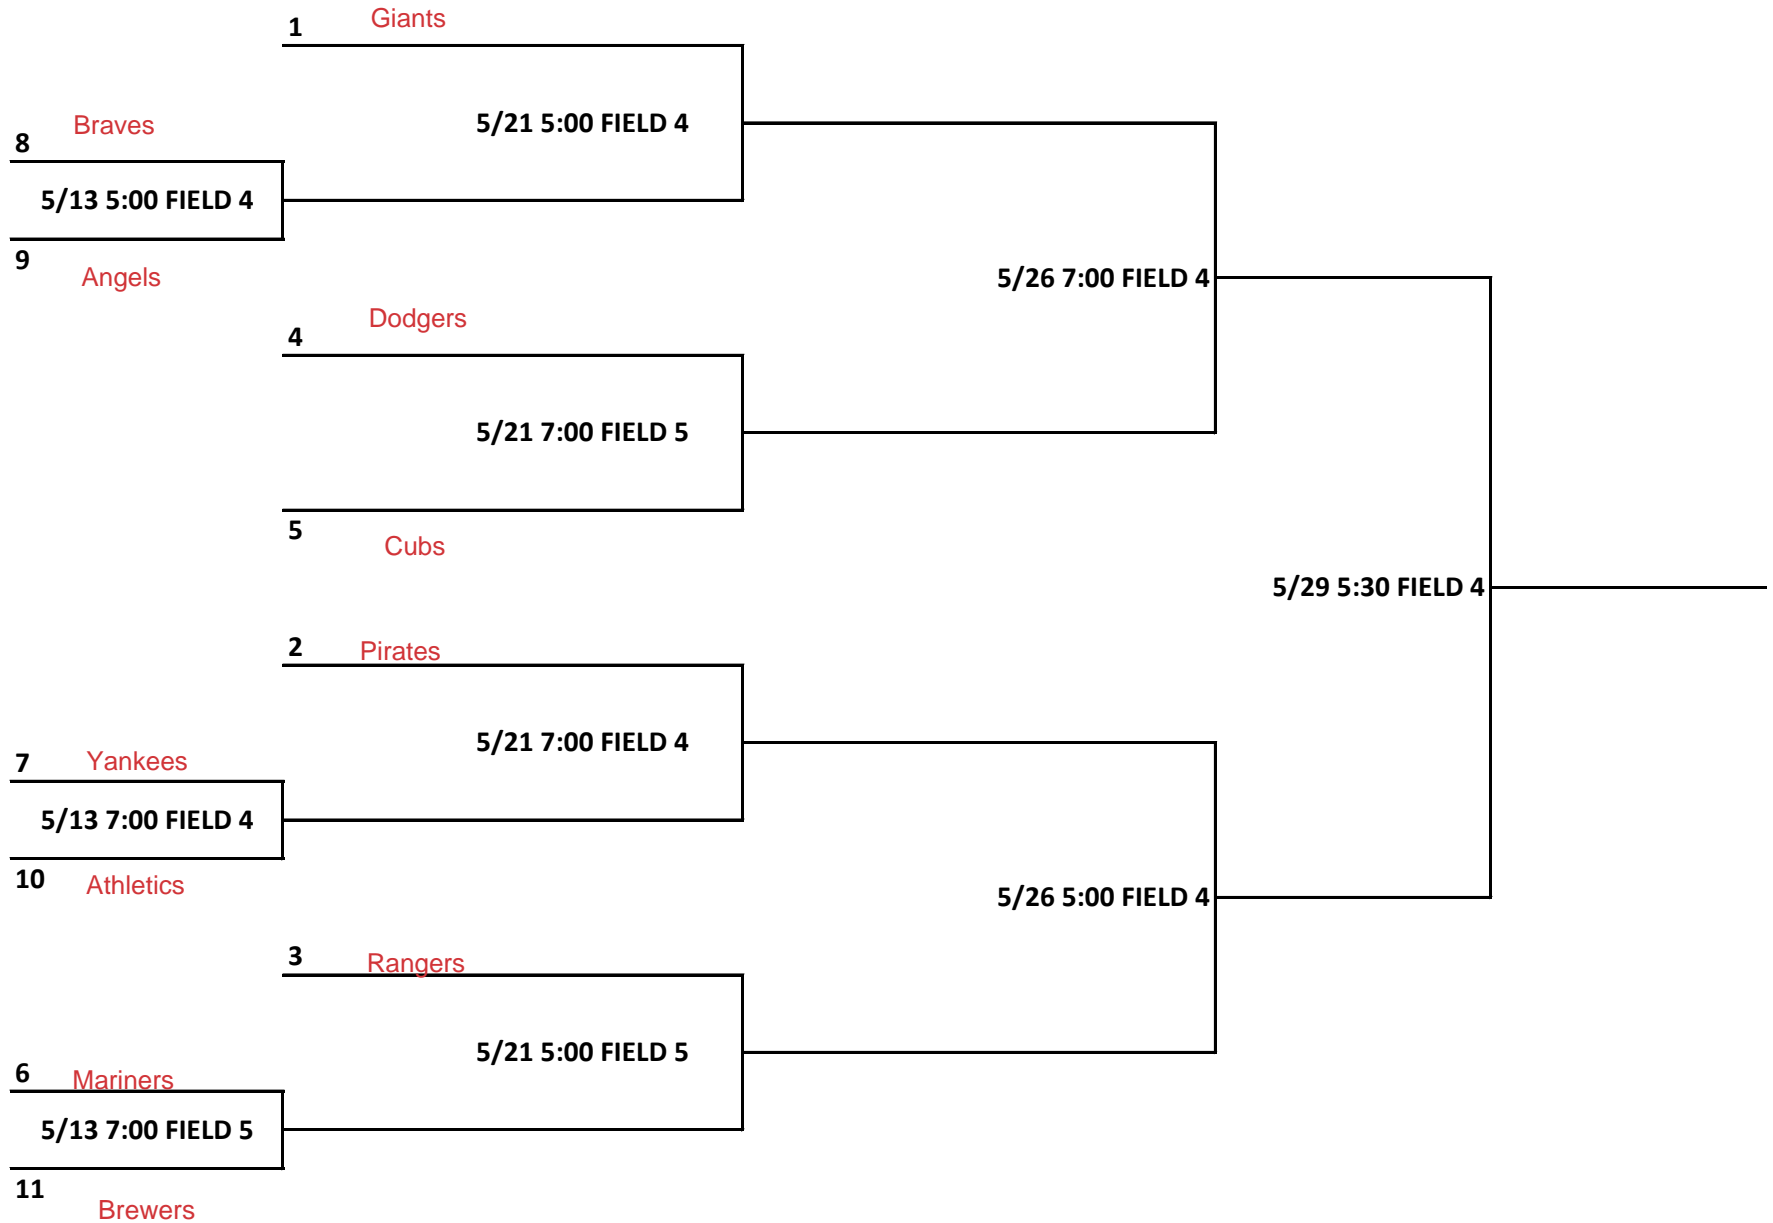 1
Giants
5/21 5:00 FIELD 4
8
Braves
5/13 5:00 FIELD 4
9
Angels
5/26 7:00 FIELD 4
4
Dodgers
5/21 7:00 FIELD 5
5
Cubs
5/29 5:30 FIELD 4
2
Pirates
5/21 7:00 FIELD 4
7
Yankees
5/13 7:00 FIELD 4
10
Athletics
5/26 5:00 FIELD 4
3
Rangers
5/21 5:00 FIELD 5
6
Mariners
5/13 7:00 FIELD 5
11
Brewers